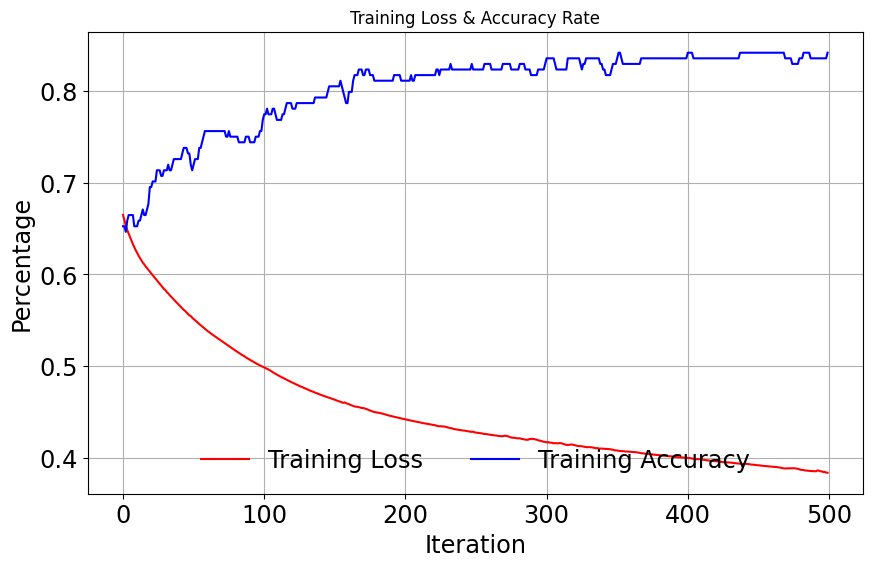 Training Loss & Accuracy Rate
Percentage
0.8
0.7
0.6
0.5
0.4
Training Loss
Training Accuracy
0 100 200 300 400 500
Iteration